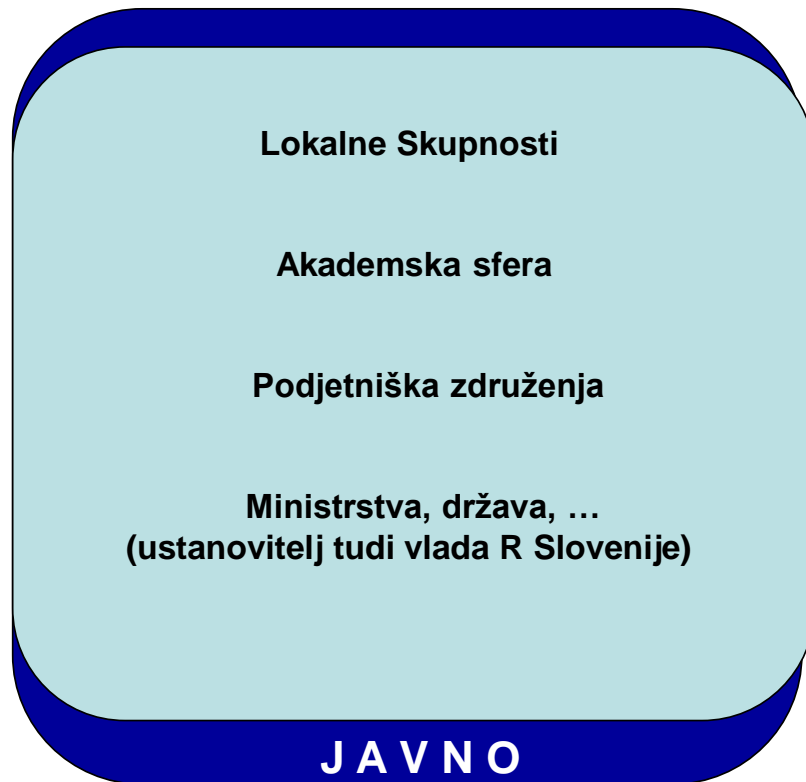 Lokalne Skupnosti
Akademska sfera
Podjetniška združenja
Ministrstva, država, …
(ustanovitelj tudi vlada R Slovenije)
J A V N O